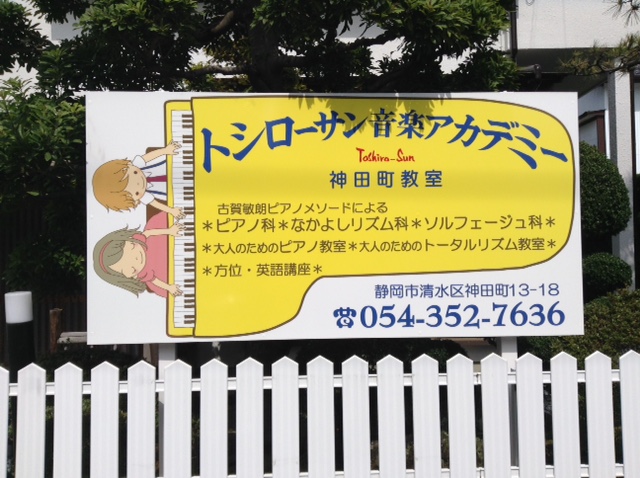 トシローサン音楽アカデミー
Toshiro-Sun
神田町教室
古賀敏朗ピアノメソードによる
＊ピアノ科＊なかよしリズム科＊ソルフェージュ科＊
＊大人のためのピアノ教室＊大人のためのトータルリズム教室＊
＊方位・英語講座＊
静岡市清水区神田町13-18
☎054-352-7636